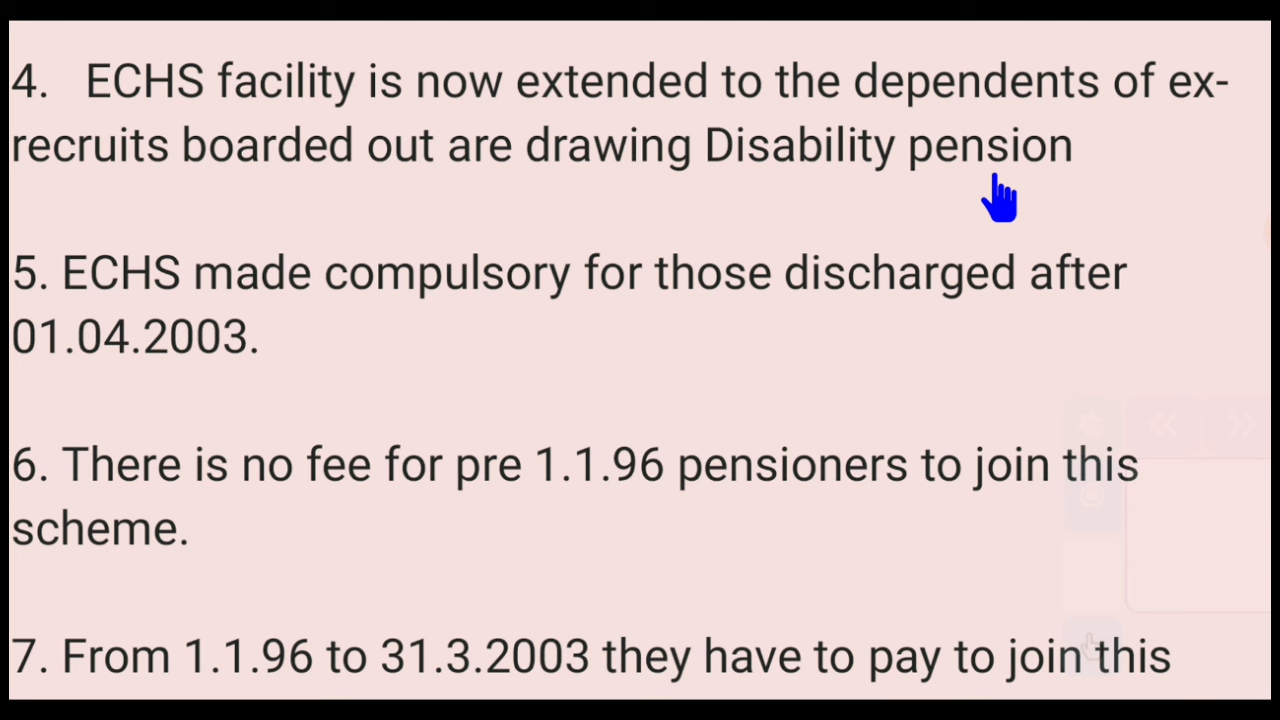 4. ECHS facility is now extended to the dependents of ex-
recruits boarded out are drawing Disability pension
5. ECHS made compulsory for those discharged after
01.04.2003.
6. There is no fee for pre 1.1.96 pensioners to join this
scheme.
7. From 1.1.96 to 31.3.2003 they have to pay to join this